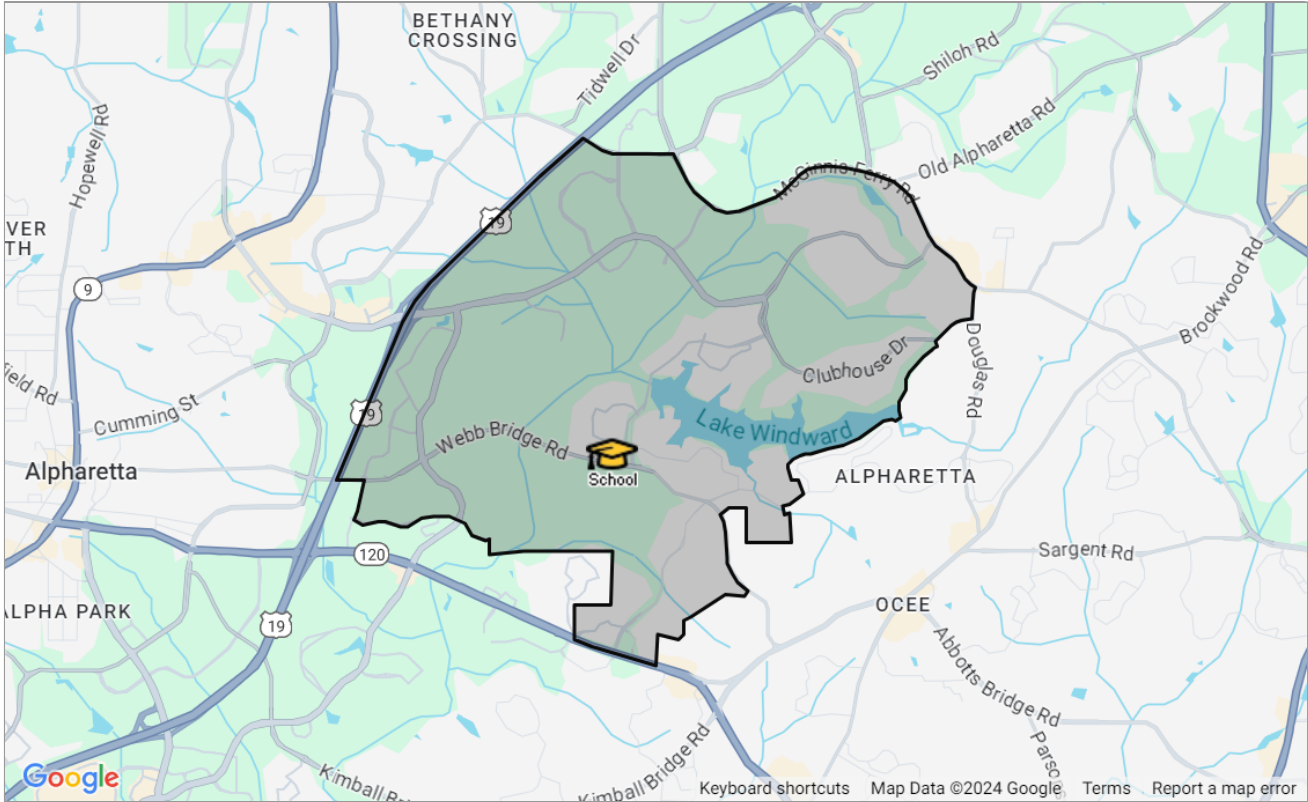 BETHANY
CROSSING
Tidwell Dr
Shiloh Rd
Old Alpharetta Rd
Hopewell Rd
McGinnis Ferry Rd
19
VER
TH
9
Brookwood Rd
Douglas Rd
Clubhouse Dr
field Rd
Cumming St
19
Lake Windward
Webb Bridge Rd
School
Alpharetta
ALPHARETTA
120
Sargent Rd
ALPHA PARK
19
OCEE
Abbotts Bridge Rd
Kimball Bridge Rd
Kimball Br
Google
Keyboard shortcuts
Map Data ©2024 Google
Terms
Report a map error